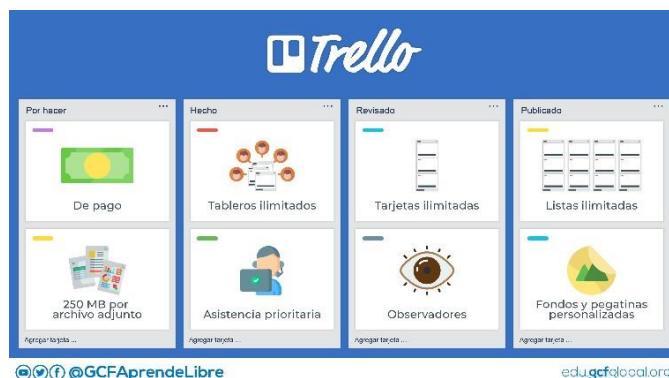 Trello
Por hacer
De pago
250 MB por
archivo adjunto
Agregar tarjeta ...
Hecho
Tableros ilimitados
Asistencia prioritaria
Agregar tarjeta ...
Revisado
Tarjetas ilimitadas
Observadores
Agregar tarjeta ...
Publicado
Listas ilimitadas
Fondos y pegatinas
personalizadas
Agregar tarjeta ...
@GCFAprendeLibre
edu.gcfglobal.org